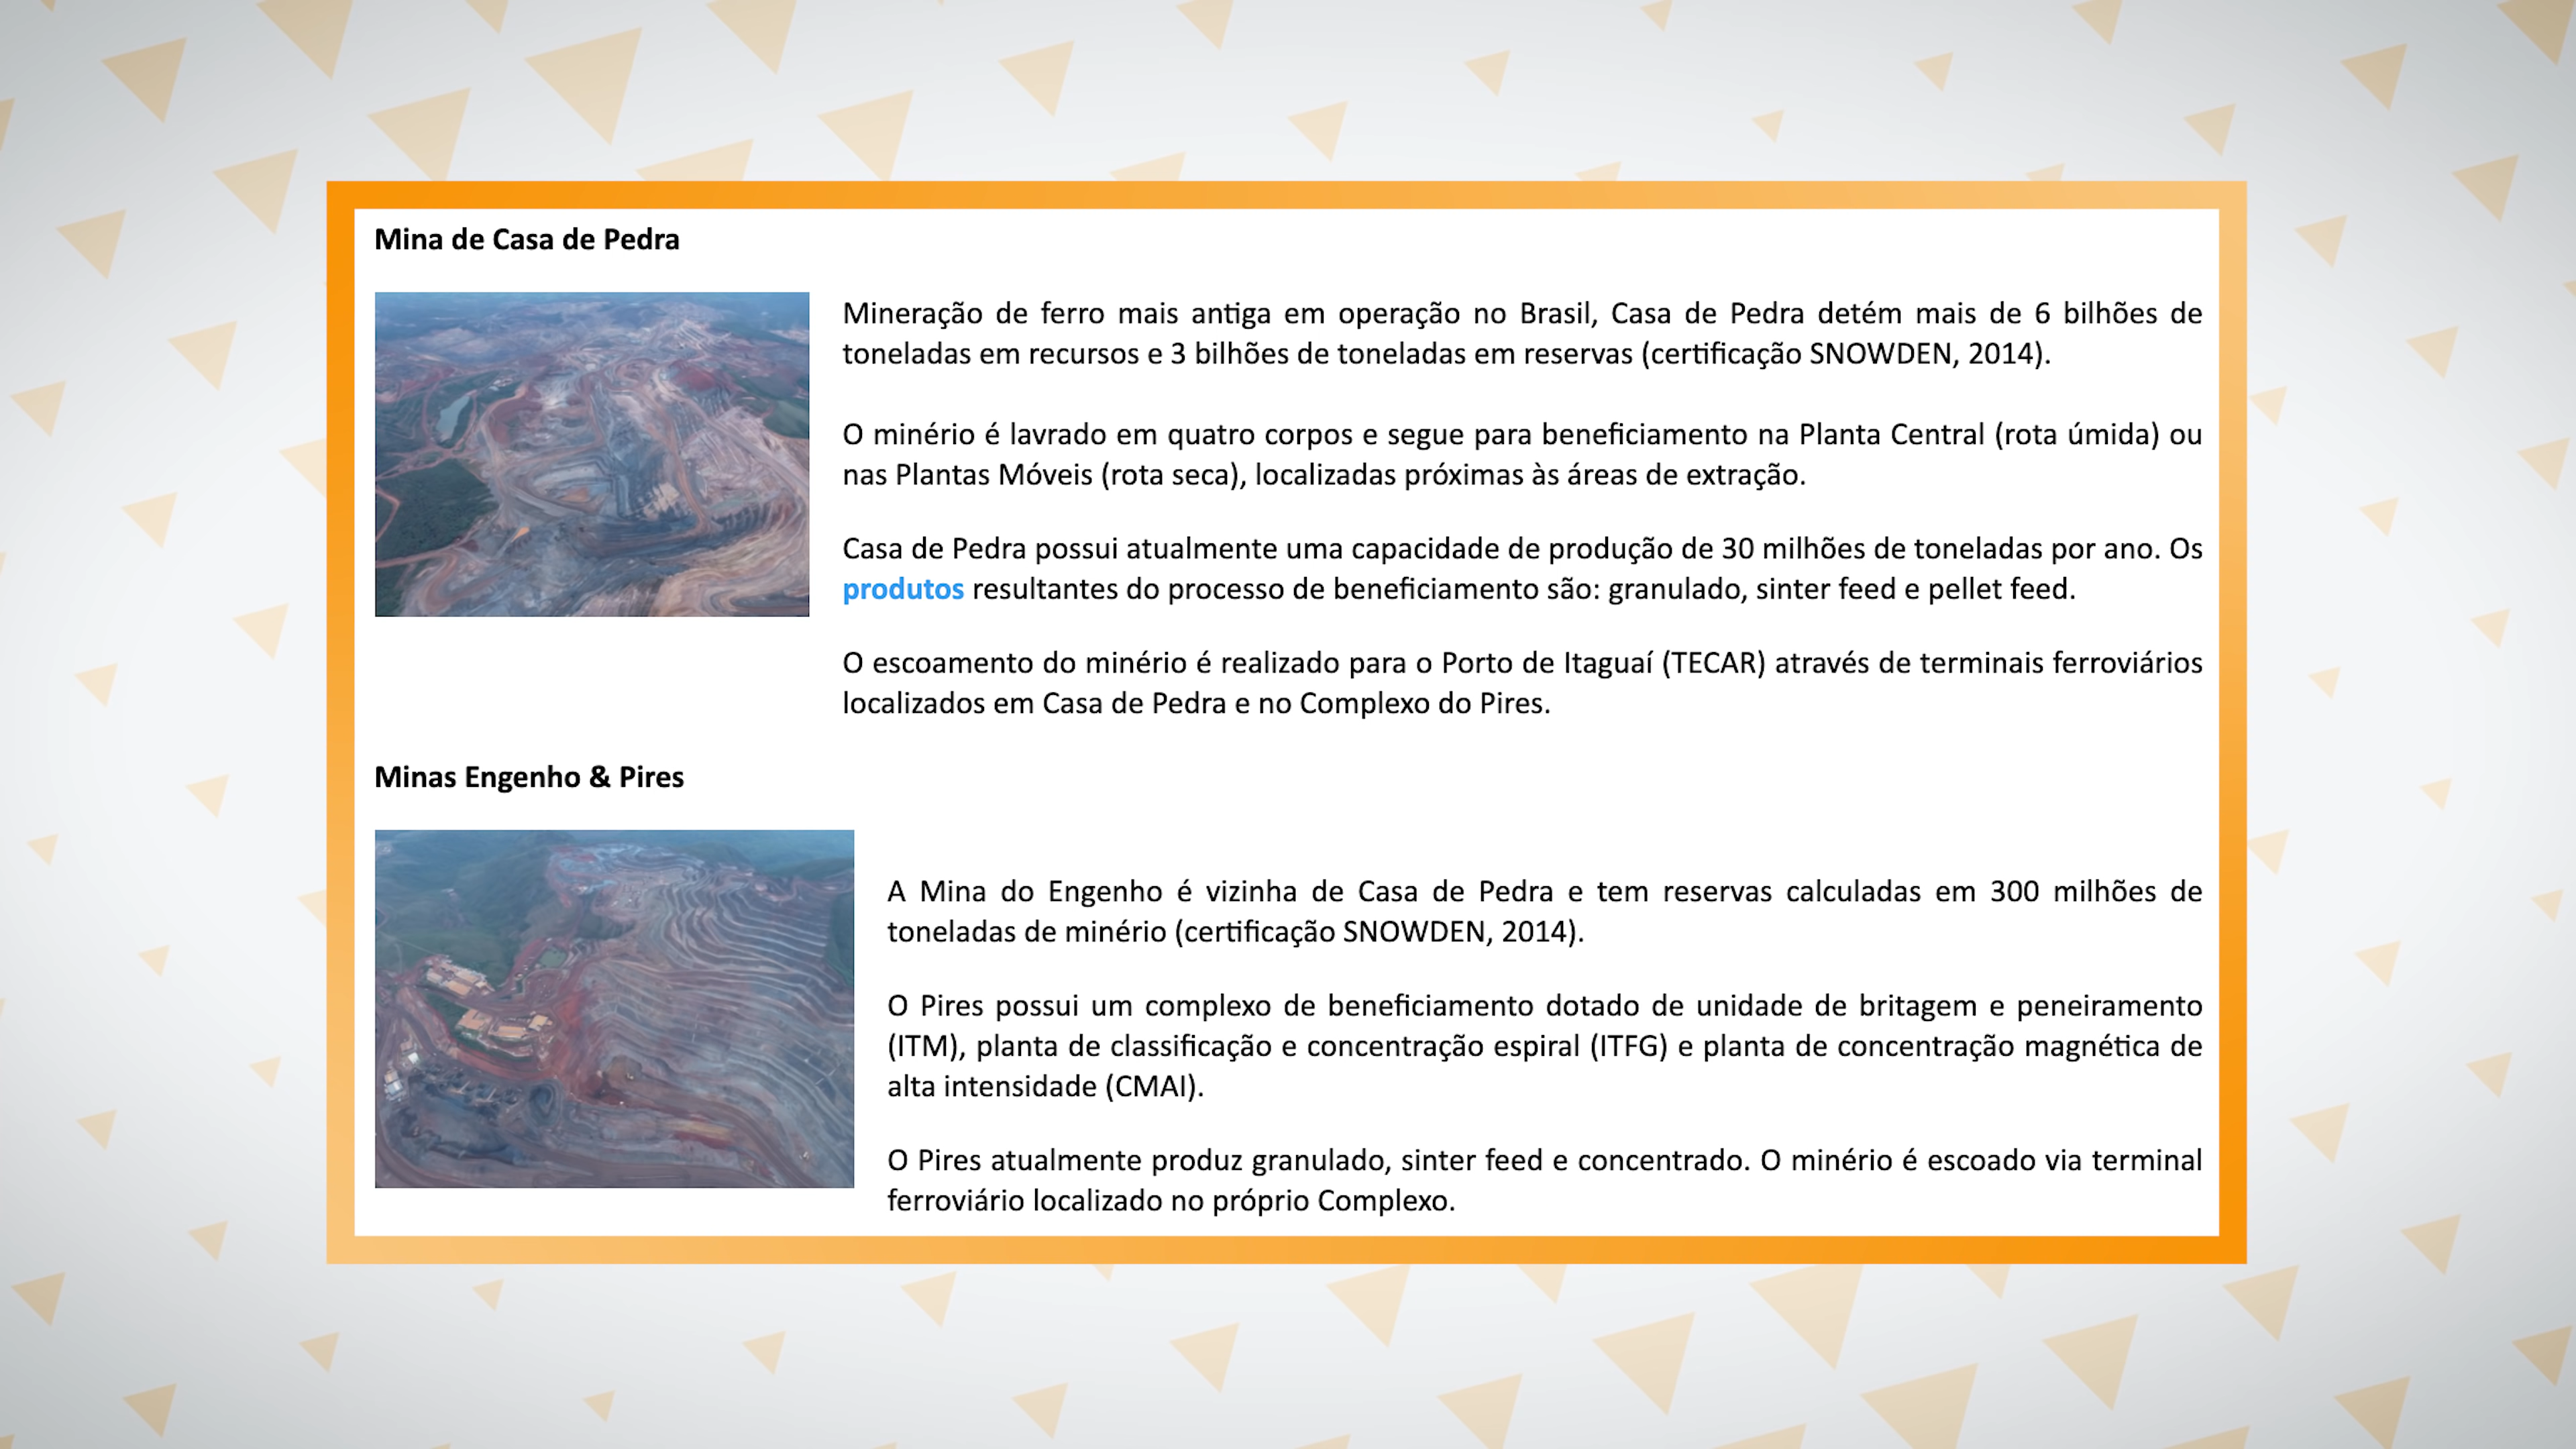 Mina de Casa de Pedra
Mineração de ferro mais antiga em operação no Brasil, Casa de Pedra detém mais de 6 bilhões de
toneladas em recursos e 3 bilhões de toneladas em reservas (certificação SNOWDEN, 2014).
O minério é lavrado em quatro corpos e segue para beneficiamento na Planta Central (rota úmida) ou
nas Plantas Móveis (rota seca), localizadas próximas às áreas de extração.
Casa de Pedra possui atualmente uma capacidade de produção de 30 milhões de toneladas por ano. Os
produtos resultantes do processo de beneficiamento são: granulado, sinter feed e pellet feed.
O escoamento do minério é realizado para o Porto de Itaguaí (TECAR) através de terminais ferroviários
localizados em Casa de Pedra e no Complexo do Pires.
Minas Engenho & Pires
A Mina do Engenho é vizinha de Casa de Pedra e tem reservas calculadas em 300 milhões de
toneladas de minério (certificação SNOWDEN, 2014).
O Pires possui um complexo de beneficiamento dotado de unidade de britagem e peneiramento
(ITM), planta de classificação e concentração espiral (ITFG) e planta de concentração magnética de
alta intensidade (CMAI).
O Pires atualmente produz granulado, sinter feed e concentrado. O minério é escoado via terminal
ferroviário localizado no próprio Complexo.